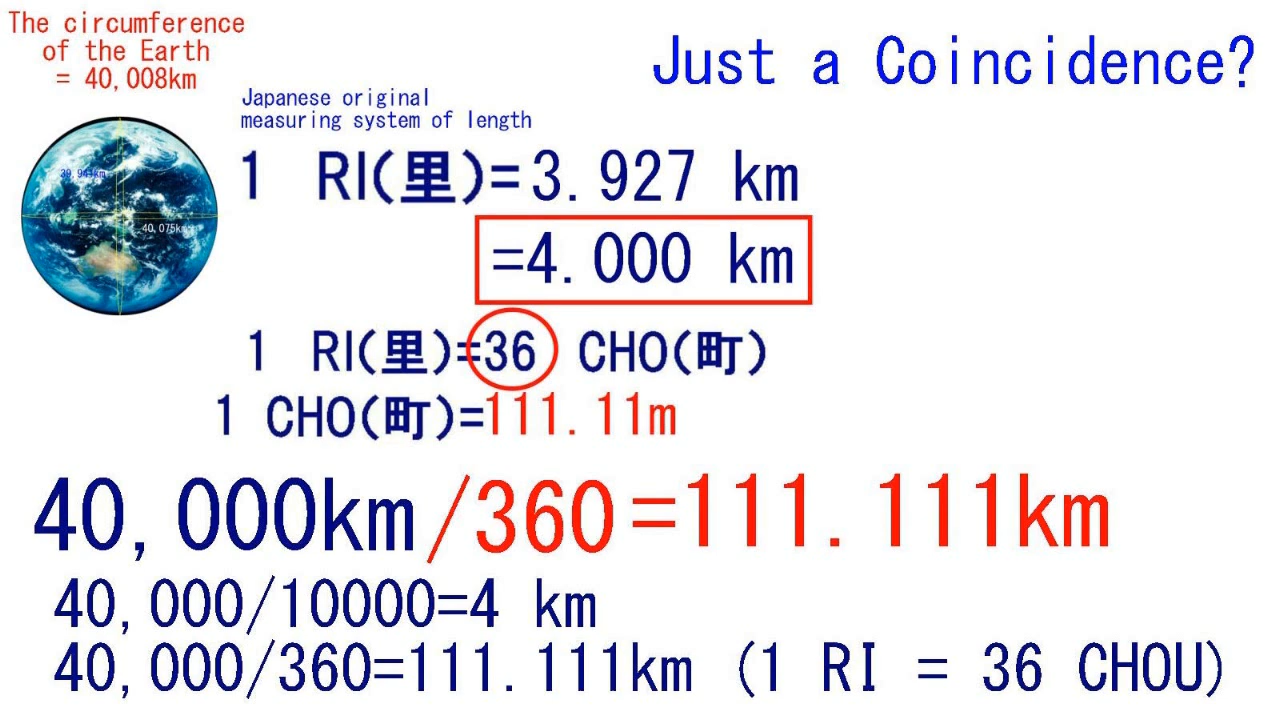 The circumference
of the Earth
= 40,008km
Just a Coincidence?
Japanese original
measuring system of length
1 RI(里)=3.927 km
=4.000 km
39,941km
40,075km
1 RI(里)=36 CHO(町)
1 CHO(町)=111.11m
40,000km/360=111.111km
40,000/10000=4 km
40,000/360=111.111km (1 RI = 36 CHOU)